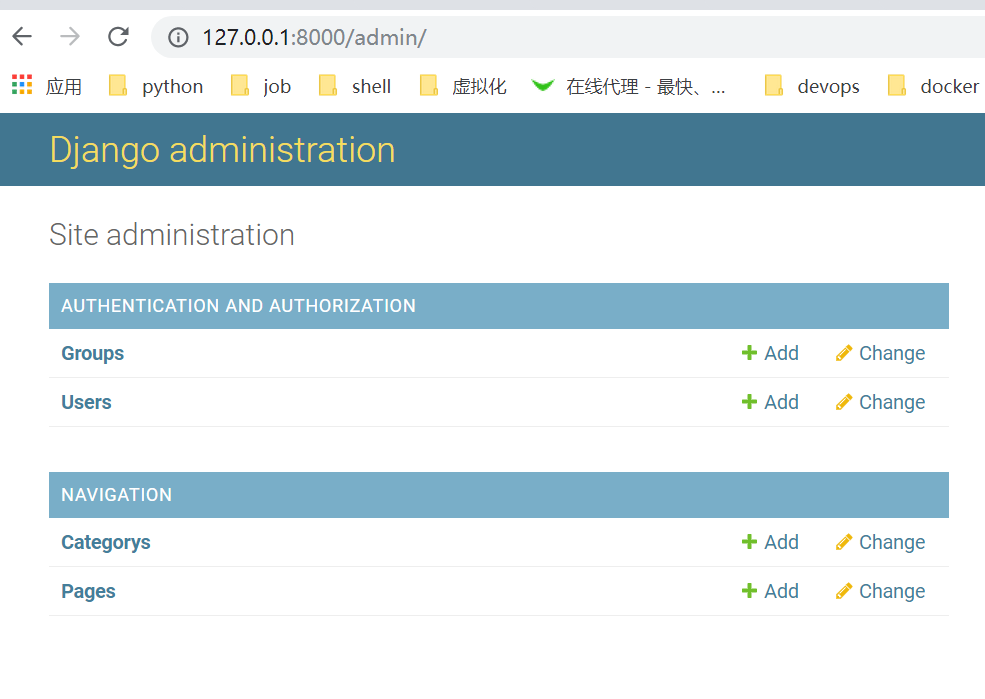 127.0.0.1:8000/admin/
应用 python job shell 虚拟化 在线代理 - 最快、... devops docker
Django administration
Site administration
AUTHENTICATION AND AUTHORIZATION
Groups Add Change
Users Add Change
NAVIGATION
Categorys Add Change
Pages Add Change